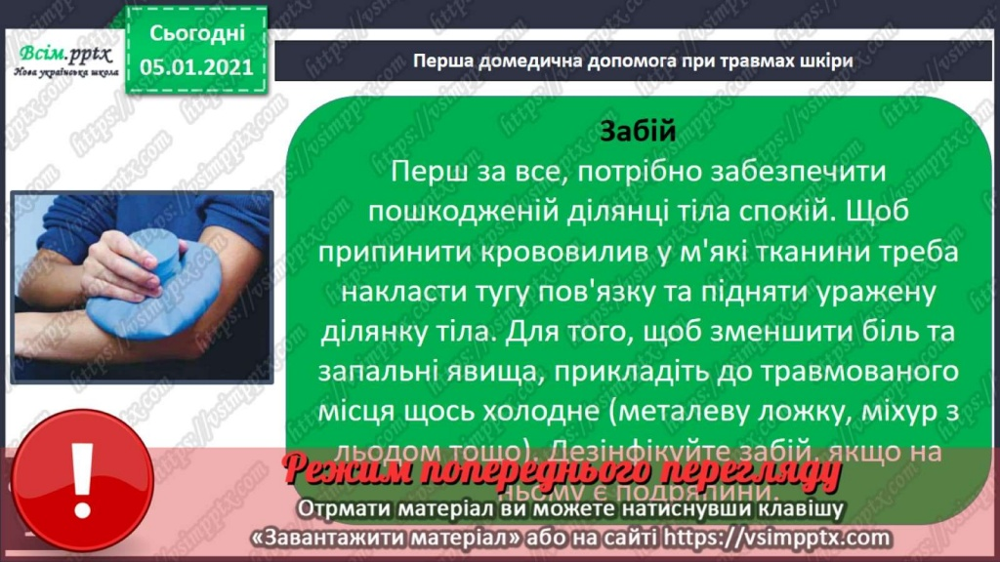 Всім.pptx
Нова українська школа
Сьогодні
05.01.2021
Перша домедична допомога при травмах шкіри
Забій
Перш за все, потрібно забезпечити
пошкодженій ділянці тіла спокій. Щоб
припинити крововилив у м'які тканини треба
накласти тугу пов'язку та підняти уражену
ділянку тіла. Для того, щоб зменшити біль та
запальні явища, прикладіть до травмованого
місця щось холодне (металеву ложку, міхур з
льодом тощо). Дезінфікуйте забій, якщо на
ньому є подряпини.
!
Режим попереднього перегляду
Отрмати матеріал ви можете натиснувши клавішу
«Завантажити матеріал» або на сайті https://vsimpptx.com